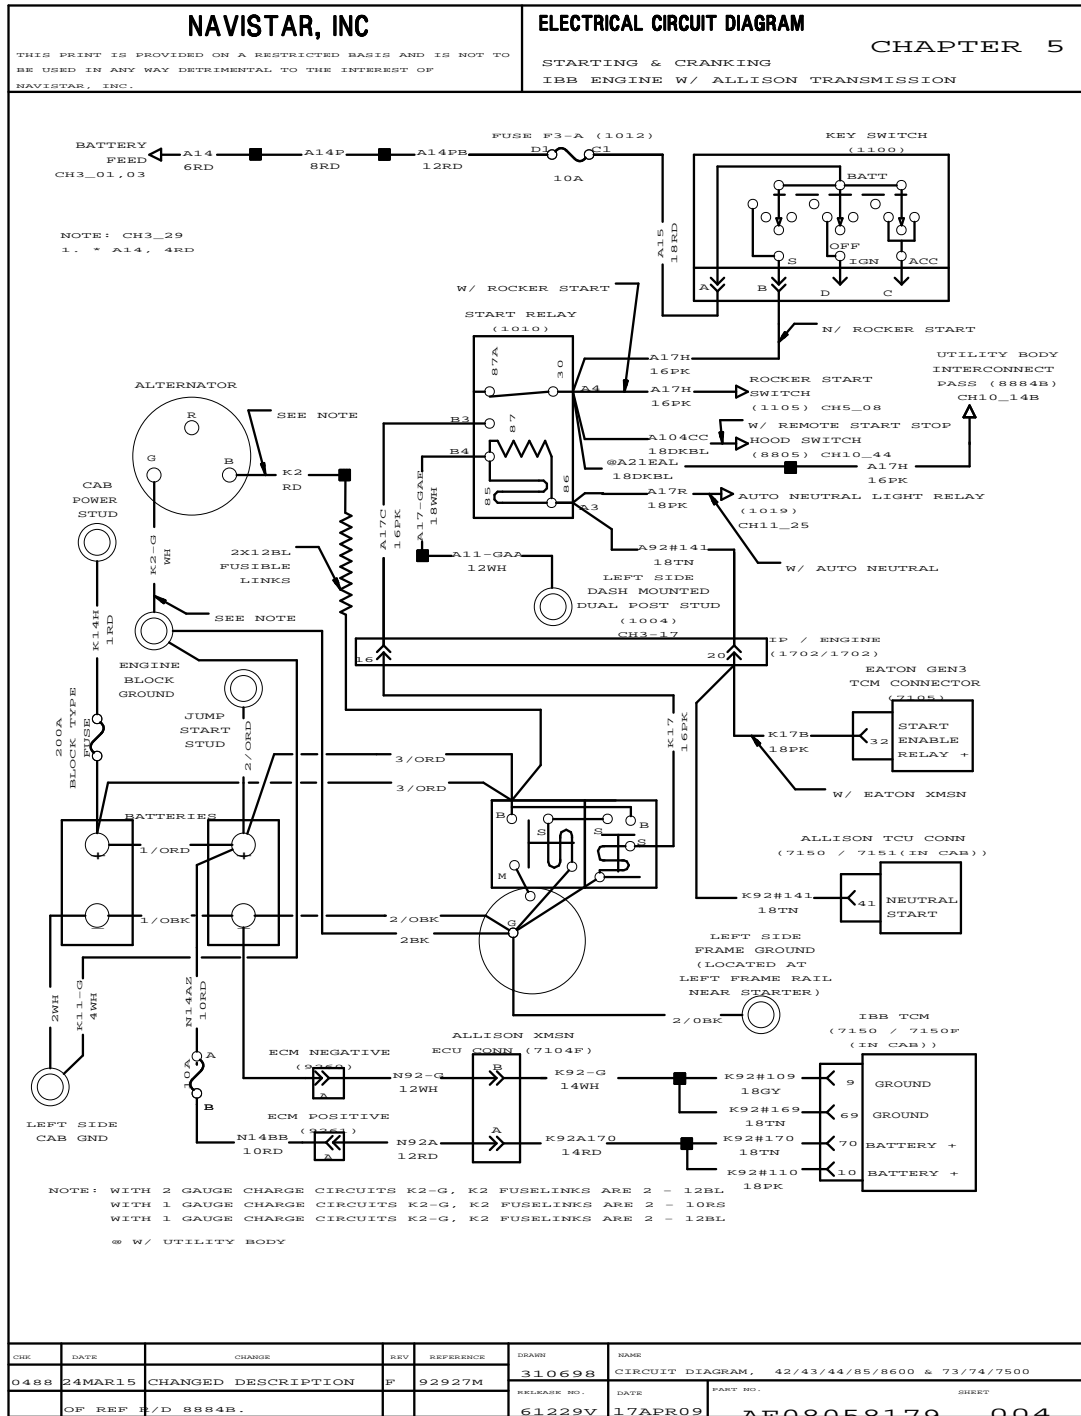 NAVISTAR, INC
THIS PRINT IS PROVIDED ON A RESTRICTED BASIS AND IS NOT TO
BE USED IN ANY WAY DETRIMENTAL TO THE INTEREST OF
NAVISTAR, INC.
ELECTRICAL CIRCUIT DIAGRAM
CHAPTER 5
STARTING & CRANKING
IBB ENGINE W/ ALLISON TRANSMISSION
BATTERY
FEED
CH3_01,03
A14
6RD
A14P
8RD
A14PB
12RD
FUSE F3-A (1012)
D1
C1
10A
KEY SWITCH
(1100)
BATT
OFF
S
IGN
ACC
A
B
D
C
NOTE: CH3_29
1. * A14, 4RD
A15
18RD
W/ ROCKER START
START RELAY
(1010)
N/ ROCKER START
87A
30
87
85
86
A4
A3
B3
B4
A17H
16PK
A17H
16PK
ROCKER START
SWITCH
(1105) CH5_08
W/ REMOTE START STOP
A104CC
18DKBL
HOOD SWITCH
(8805) CH10_44
@A21EAL
18DKBL
A17H
16PK
UTILITY BODY
INTERCONNECT
PASS (8884B)
CH10_14B
A17R
18PK
AUTO NEUTRAL LIGHT RELAY
(1019)
CH11_25
W/ AUTO NEUTRAL
A92#141
18TN
ALTERNATOR
R
G
B
SEE NOTE
K2
RD
CAB
POWER
STUD
K2-G
WH
2X12BL
FUSIBLE
LINKS
A17C
16PK
A17-GAE
18WH
A11-GAA
12WH
LEFT SIDE
DASH MOUNTED
DUAL POST STUD
(1004)
CH3-17
K14H
1RD
SEE NOTE
ENGINE
BLOCK
GROUND
16
20
IP / ENGINE
(1702/1702)
EATON GEN3
TCM CONNECTOR
(7105)
200A
BLOCK TYPE
FUSE
JUMP
START
STUD
2/ORD
K17
16PK
K17B
18PK
32
START
ENABLE
RELAY +
W/ EATON XMSN
3/ORD
3/ORD
BATTERIES
1/ORD
1/OBK
+
+
-
-
B
S
S
B
S
M
G
ALLISON TCU CONN
(7150 / 7151(IN CAB))
K92#141
18TN
41
NEUTRAL
START
2/OBK
2BK
LEFT SIDE
FRAME GROUND
(LOCATED AT
LEFT FRAME RAIL
NEAR STARTER)
2/OBK
2WH
K11-G
4WH
N14AZ
10RD
10A
A
B
LEFT SIDE
CAB GND
ECM NEGATIVE
A
N92-G
12WH
ALLISON XMSN
ECU CONN (7104F)
B
K92-G
14WH
ECM POSITIVE
(9261)
N14BB
10RD
A
N92A
12RD
A
K92A170
14RD
IBB TCM
(7150 / 7150F
(IN CAB))
K92#109
18GY
9
GROUND
K92#169
18TN
69
GROUND
K92#170
18TN
70
BATTERY +
K92#110
18PK
10
BATTERY +
NOTE: WITH 2 GAUGE CHARGE CIRCUITS K2-G, K2 FUSELINKS ARE 2 - 12BL
WITH 1 GAUGE CHARGE CIRCUITS K2-G, K2 FUSELINKS ARE 2 - 10RS
WITH 1 GAUGE CHARGE CIRCUITS K2-G, K2 FUSELINKS ARE 2 - 12BL
@ W/ UTILITY BODY
CHK DATE CHANGE REV REFERENCE
0488 24MAR15 CHANGED DESCRIPTION F 92927M
OF REF R/D 8884B.
DRAWN
310698
NAME
CIRCUIT DIAGRAM, 42/43/44/85/8600 & 73/74/7500
RELEASE NO.
61229V
DATE
17APR09
PART NO.
AE08058179
SHEET
004